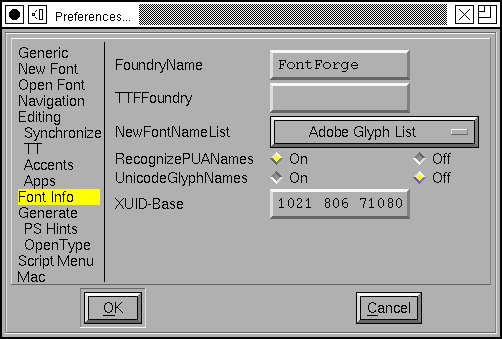 Preferences...
Generic
New Font
Open Font
Navigation
Editing
Synchronize
TT
Accents
Apps
Font Info
Generate
PS Hints
OpenType
Script Menu
Mac
FoundryName FontForge
TTFFoundry
NewFontNameList Adobe Glyph List
RecognizePUANames On Off
UnicodeGlyphNames On Off
XUID-Base 1021 806 71080
OK Cancel